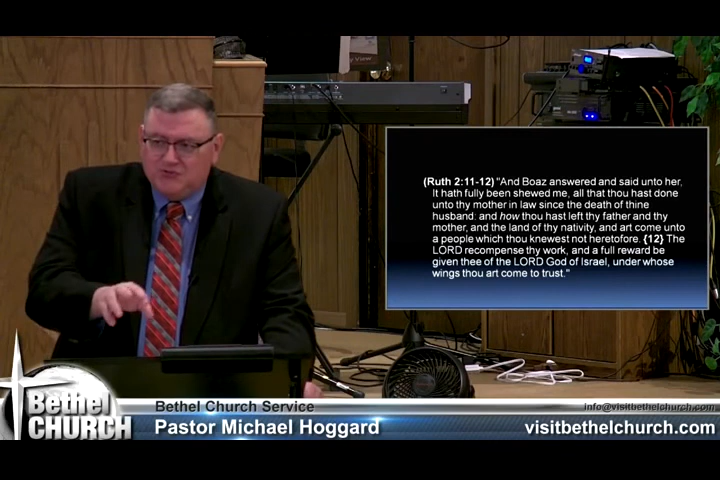 (Ruth 2:11-12) "And Boaz answered and said unto her,
It hath fully been shewed me, all that thou hast done
unto thy mother in law since the death of thine
husband: and how thou hast left thy father and thy
mother, and the land of thy nativity, and art come unto
a people which thou knewest not heretofore. {12} The
LORD recompense thy work, and a full reward be
given thee of the LORD God of Israel, under whose
wings thou art come to trust."
Bethel
CHURCH
Bethel Church Service
info@visitbethelchurch.com
Pastor Michael Hoggard
visitbethelchurch.com